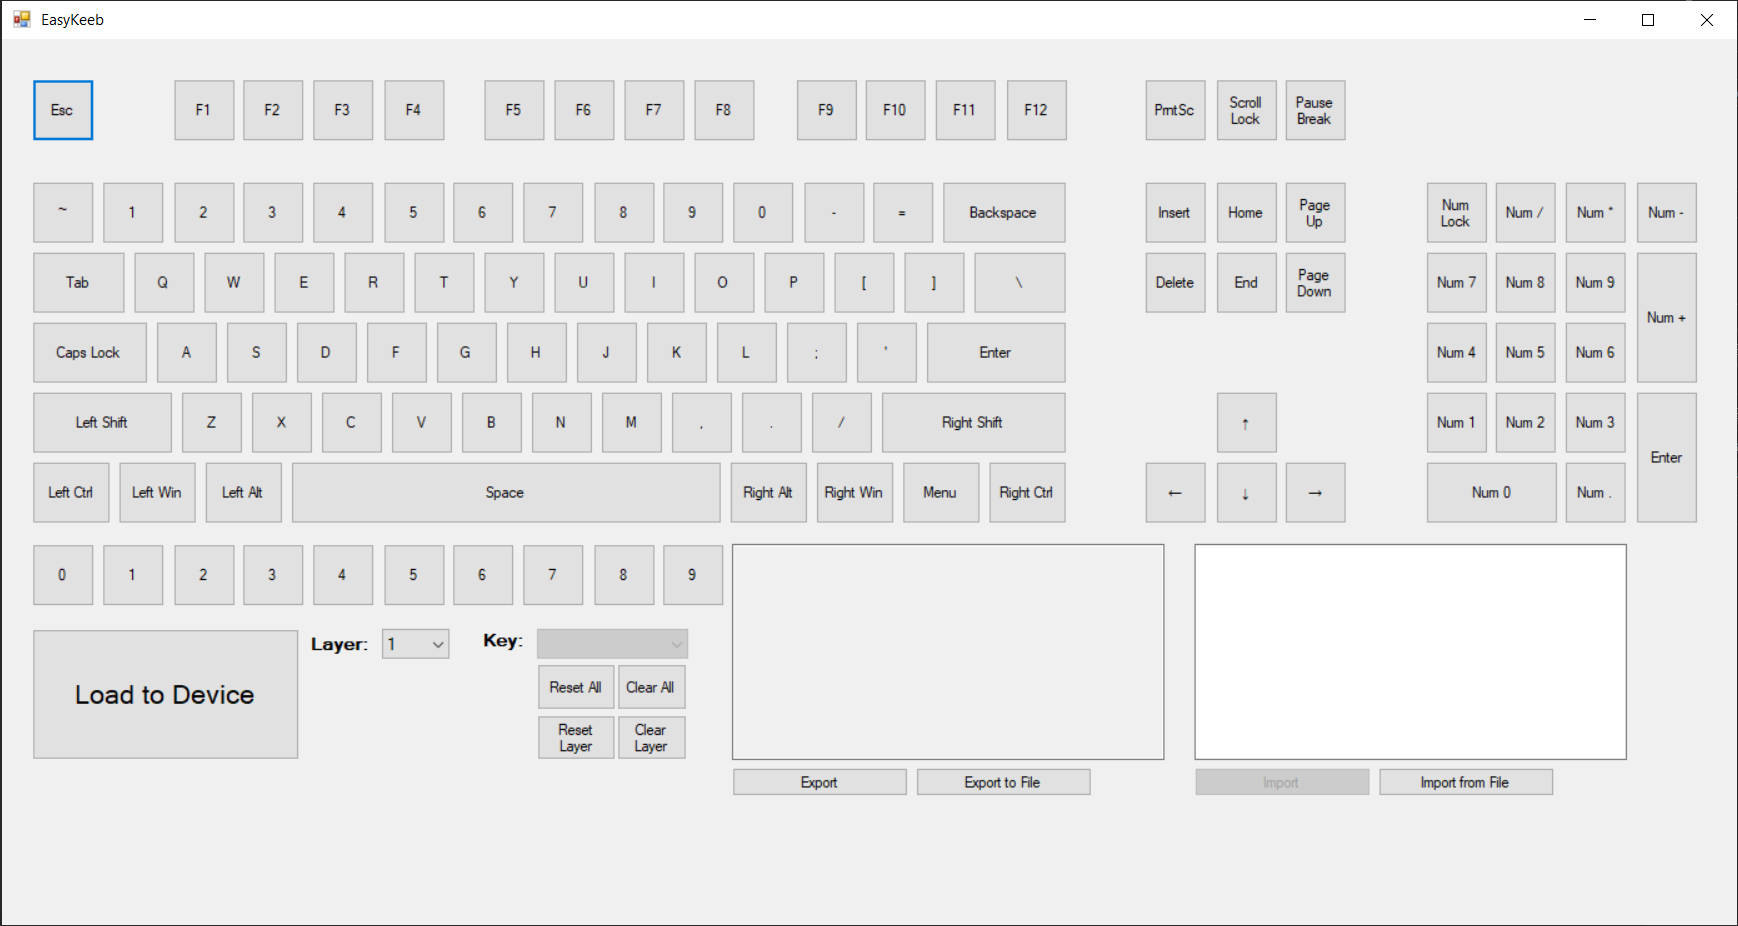 EasyKeeb
Esc F1 F2 F3 F4 F5 F6 F7 F8 F9 F10 F11 F12 PrntSc Scroll Lock Pause Break
~ 1 2 3 4 5 6 7 8 9 0 - = Backspace Insert Home Page Up Num Lock Num / Num * Num -
Tab Q W E R T Y U I O P [ ] \ Delete End Page Down Num 7 Num 8 Num 9 Num +
Caps Lock A S D F G H J K L ; ' Enter Num 4 Num 5 Num 6
Left Shift Z X C V B N M , . / Right Shift ↑ Num 1 Num 2 Num 3 Enter
Left Ctrl Left Win Left Alt Space Right Alt Right Win Menu Right Ctrl ← ↓ → Num 0 Num .
0 1 2 3 4 5 6 7 8 9
Layer: 1 Key:
Load to Device
Reset All Clear All
Reset Layer Clear Layer
Export Export to File Import Import from File